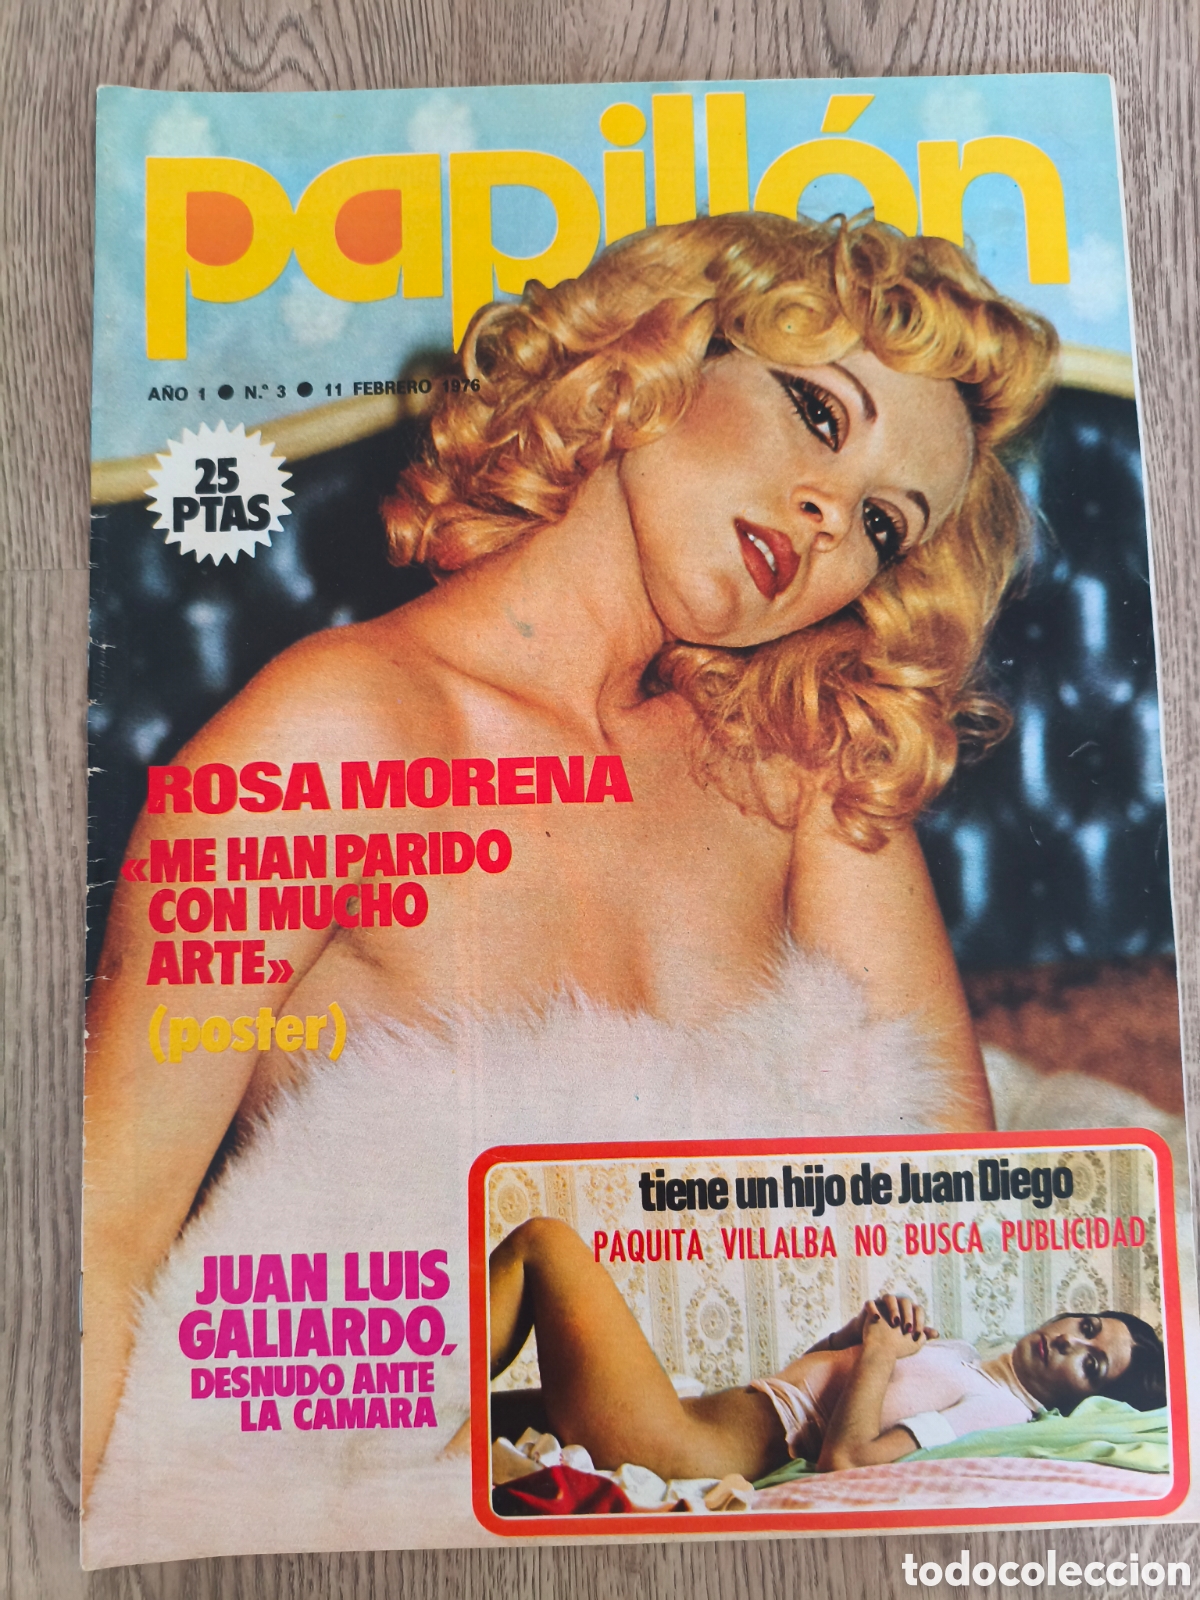 papillón
AÑO 1 ● N.º 3 ● 11 FEBRERO 1976
25
PTAS
ROSA MORENA
«ME HAN PARIDO
CON MUCHO
ARTE»
(poster)
JUAN LUIS
GALIARDO,
DESNUDO ANTE
LA CAMARA
tiene un hijo de Juan Diego
PAQUITA VILLALBA NO BUSCA PUBLICIDAD
todocoleccion